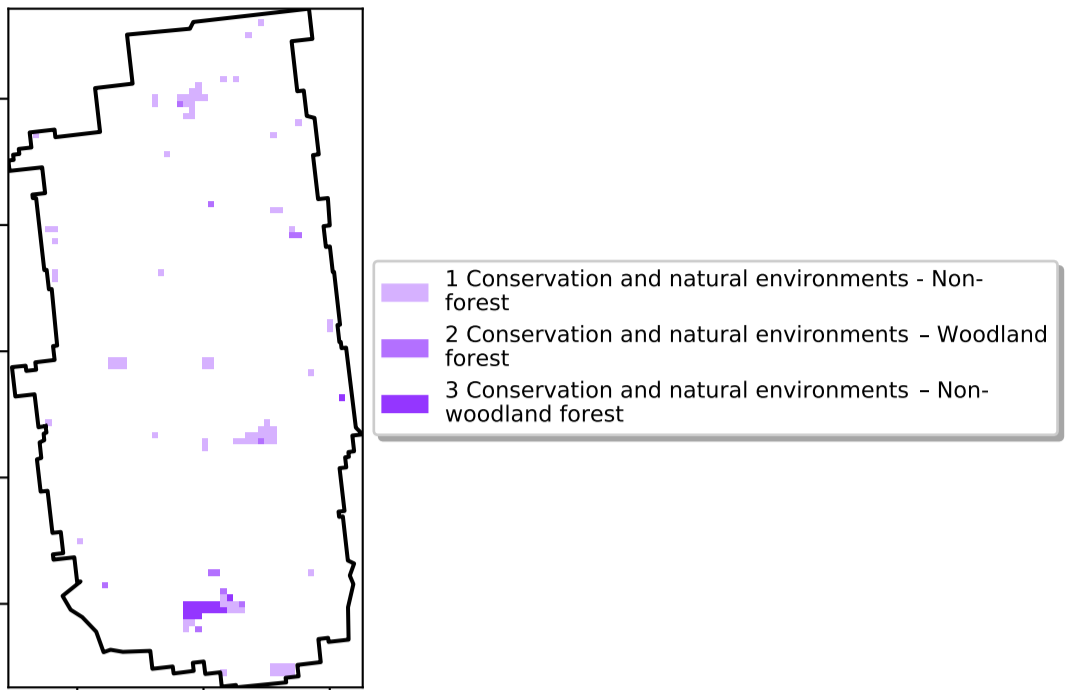 1 Conservation and natural environments - Non-
forest
2 Conservation and natural environments – Woodland
forest
3 Conservation and natural environments – Non-
woodland forest